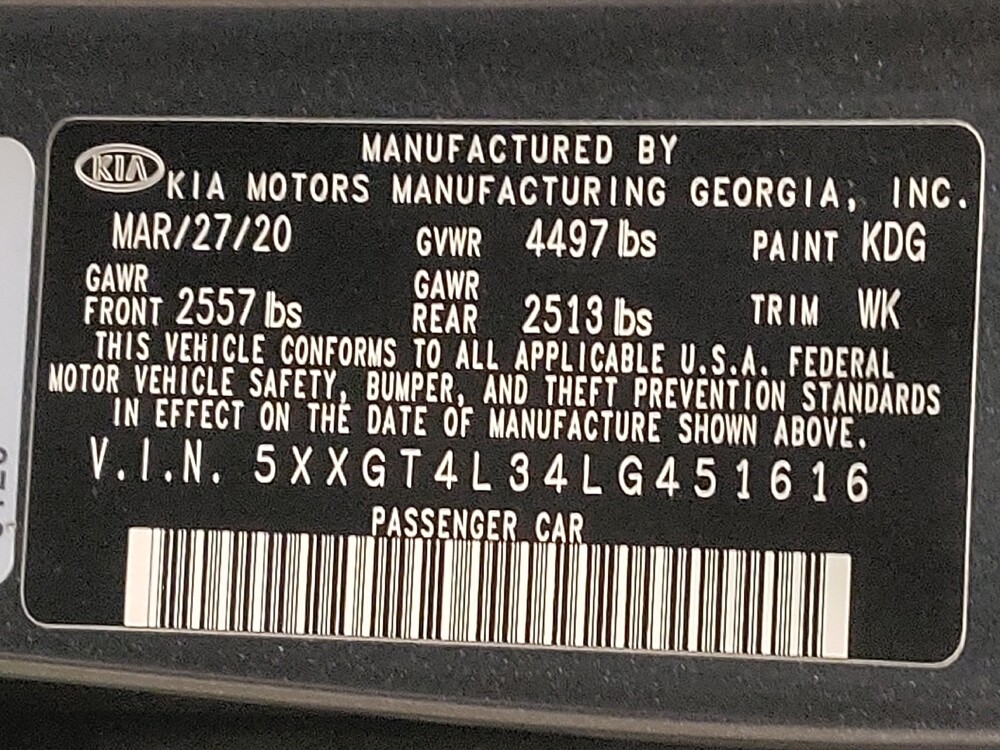 KIA
MANUFACTURED BY
KIA MOTORS MANUFACTURING GEORGIA, INC.
MAR/27/20 GVWR 4497 lbs PAINT KDG
GAWR FRONT 2557 lbs GAWR REAR 2513 lbs TRIM WK
THIS VEHICLE CONFORMS TO ALL APPLICABLE U.S.A. FEDERAL
MOTOR VEHICLE SAFETY, BUMPER, AND THEFT PREVENTION STANDARDS
IN EFFECT ON THE DATE OF MANUFACTURE SHOWN ABOVE.
V.I.N. 5XXGT4L34LG451616
PASSENGER CAR